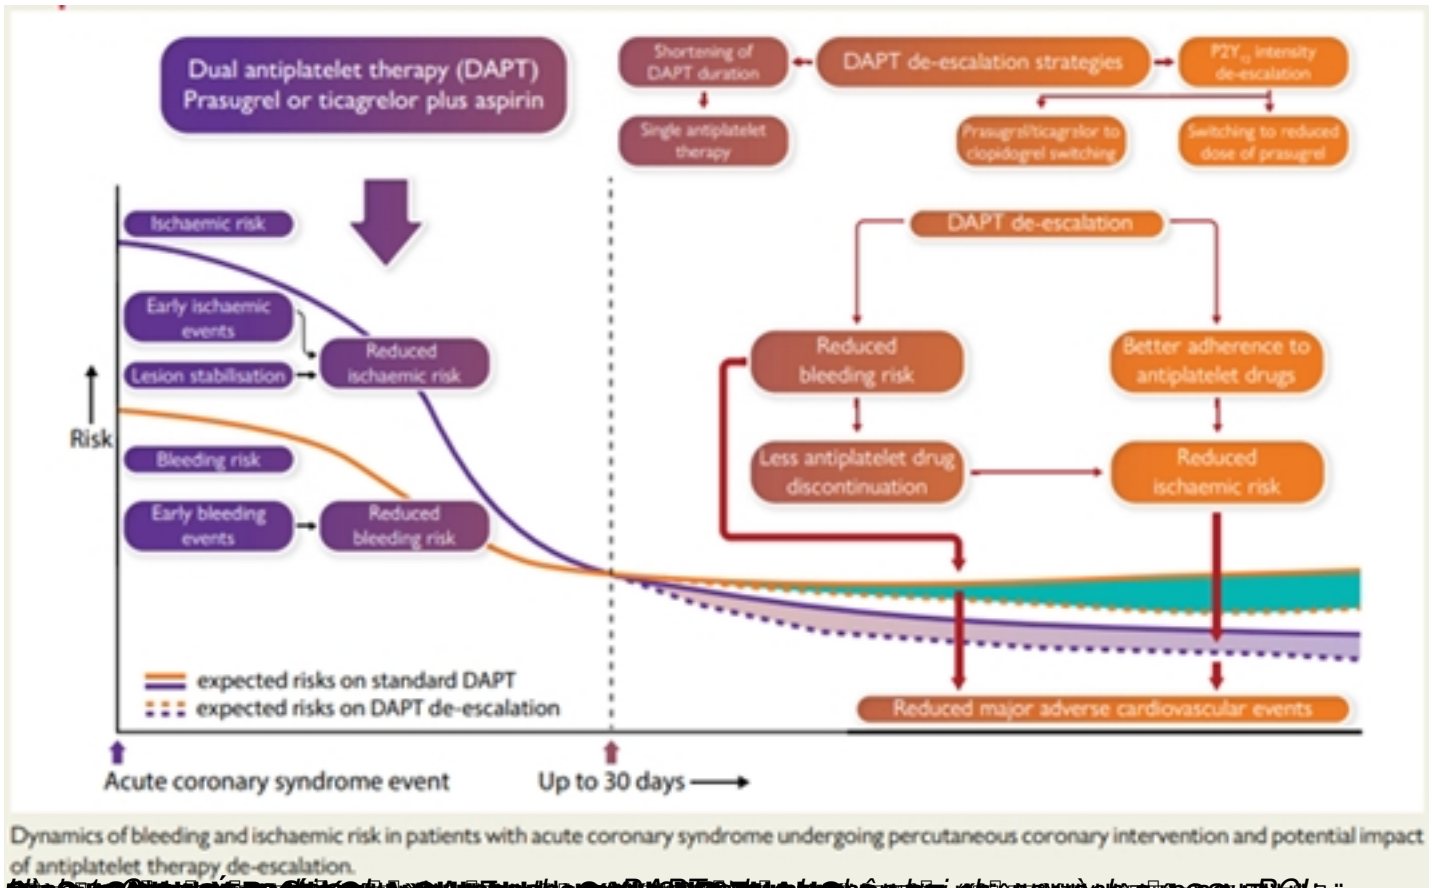 Dual antiplatelet therapy (DAPT)
Prasugrel or ticagrelor plus aspirin
Shortening of
DAPT duration
DAPT de-escalation strategies
P2Y₁₂ intensity
de-escalation
Single antiplatelet
therapy
Prasugrel/ticagrelor to
clopidogrel switching
Switching to reduced
dose of prasugrel
Ischaemic risk
Early ischaemic
events
Lesion stabilisation
Reduced
ischaemic risk
Risk
Bleeding risk
Early bleeding
events
Reduced
bleeding risk
DAPT de-escalation
Reduced
bleeding risk
Better adherence to
antiplatelet drugs
Less antiplatelet drug
discontinuation
Reduced
ischaemic risk
expected risks on standard DAPT
expected risks on DAPT de-escalation
Reduced major adverse cardiovascular events
Acute coronary syndrome event
Up to 30 days
Dynamics of bleeding and ischaemic risk in patients with acute coronary syndrome undergoing percutaneous coronary intervention and potential impact
of antiplatelet therapy de-escalation.